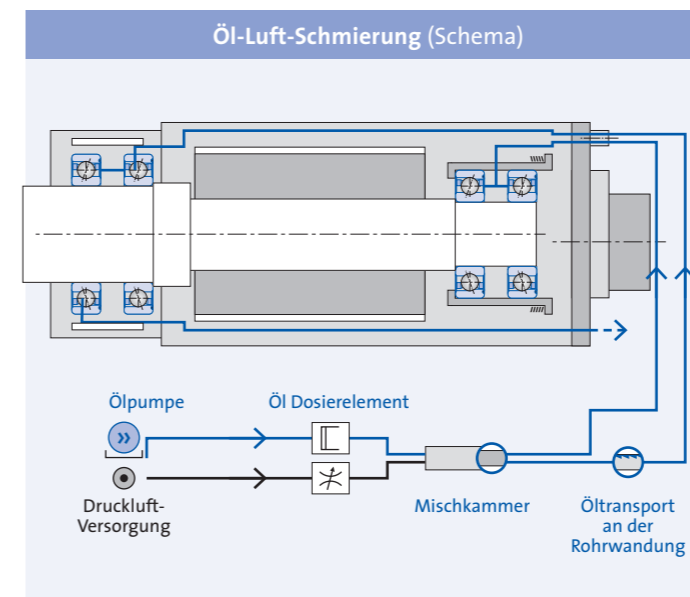 Öl-Luft-Schmierung (Schema)
Ölpumpe
Öl Dosierelement
Druckluft-
Versorgung
Mischkammer
Öltransport
an der
Rohrwandung